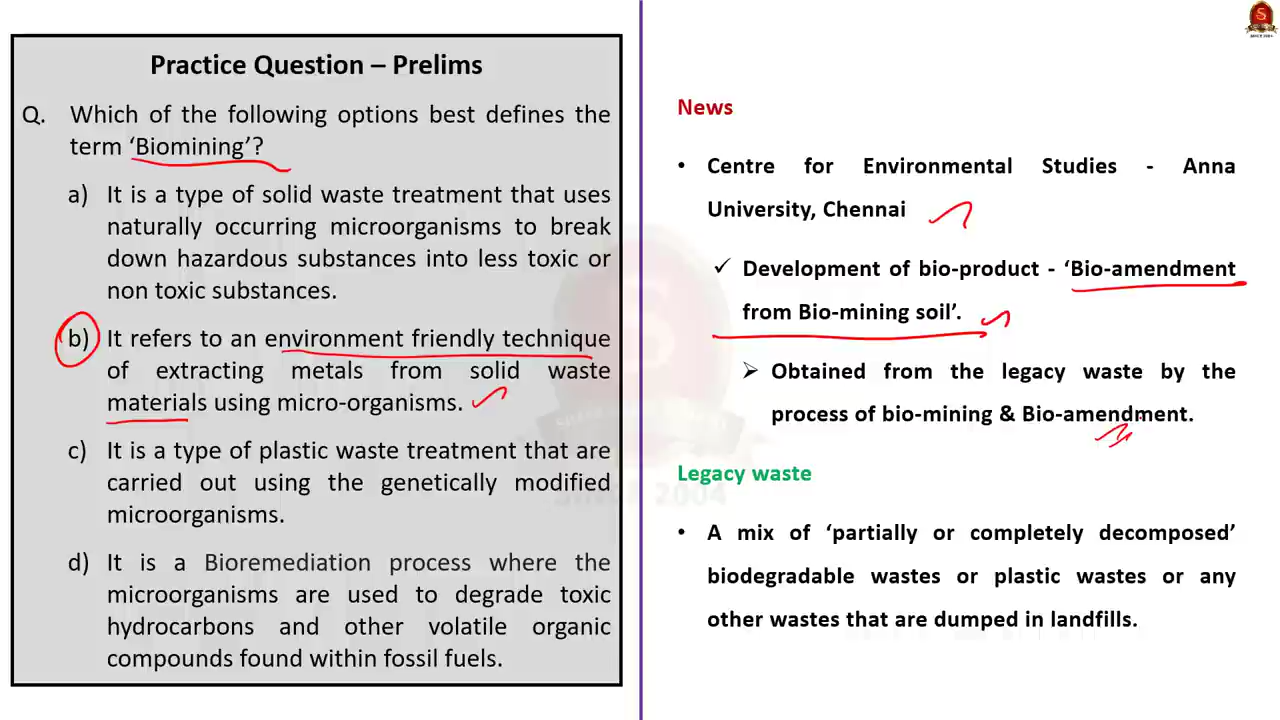 Practice Question – Prelims
Q. Which of the following options best defines the
term ‘Biomining’?
a) It is a type of solid waste treatment that uses
naturally occurring microorganisms to break
down hazardous substances into less toxic or
non toxic substances.
b) It refers to an environment friendly technique
of extracting metals from solid waste
materials using micro-organisms.
c) It is a type of plastic waste treatment that are
carried out using the genetically modified
microorganisms.
d) It is a Bioremediation process where the
microorganisms are used to degrade toxic
hydrocarbons and other volatile organic
compounds found within fossil fuels.
News
• Centre for Environmental Studies - Anna
University, Chennai
✓ Development of bio-product - ‘Bio-amendment
from Bio-mining soil’.
➢ Obtained from the legacy waste by the
process of bio-mining & Bio-amendment.
Legacy waste
• A mix of ‘partially or completely decomposed’
biodegradable wastes or plastic wastes or any
other wastes that are dumped in landfills.
SINCE 2004